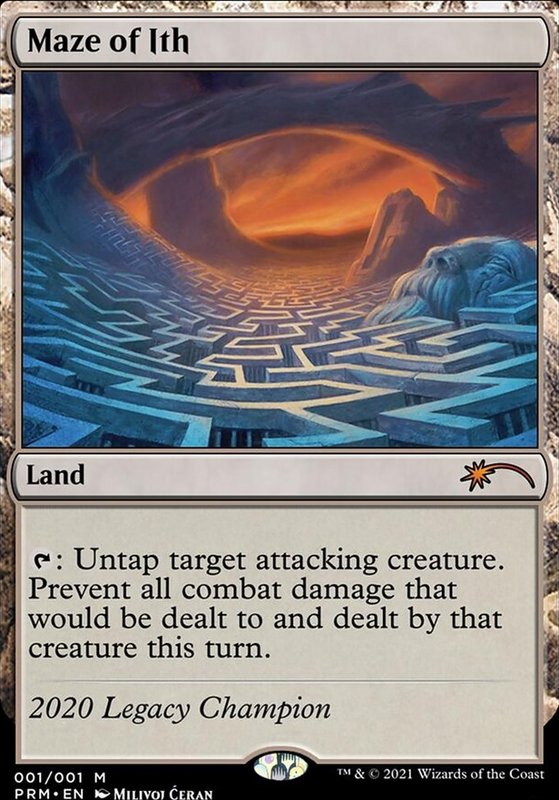 Maze of Ith
Land
: Untap target attacking creature.
Prevent all combat damage that
would be dealt to and dealt by that
creature this turn.
2020 Legacy Champion
001/001 M
PRM • EN Milivoj Ćeran
™ & © 2021 Wizards of the Coast